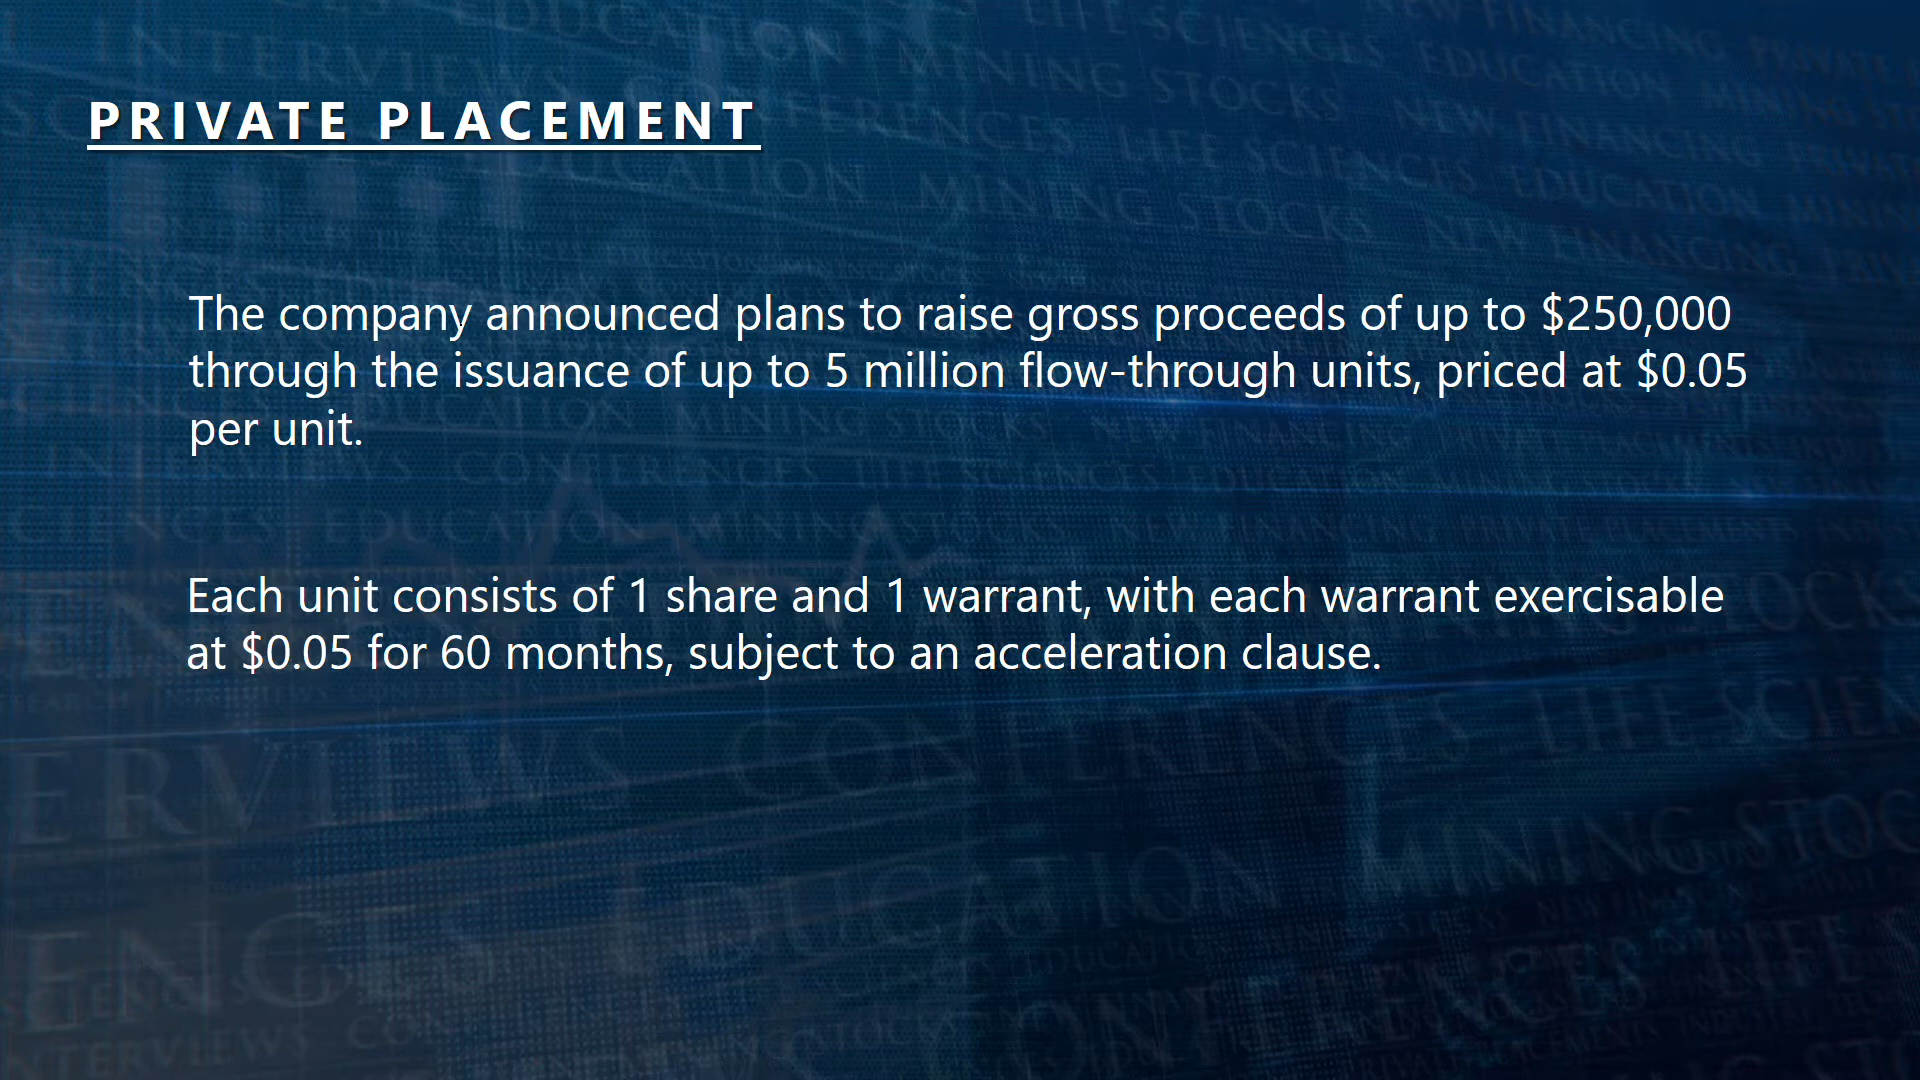 PRIVATE PLACEMENT
The company announced plans to raise gross proceeds of up to $250,000
through the issuance of up to 5 million flow-through units, priced at $0.05
per unit.
Each unit consists of 1 share and 1 warrant, with each warrant exercisable
at $0.05 for 60 months, subject to an acceleration clause.